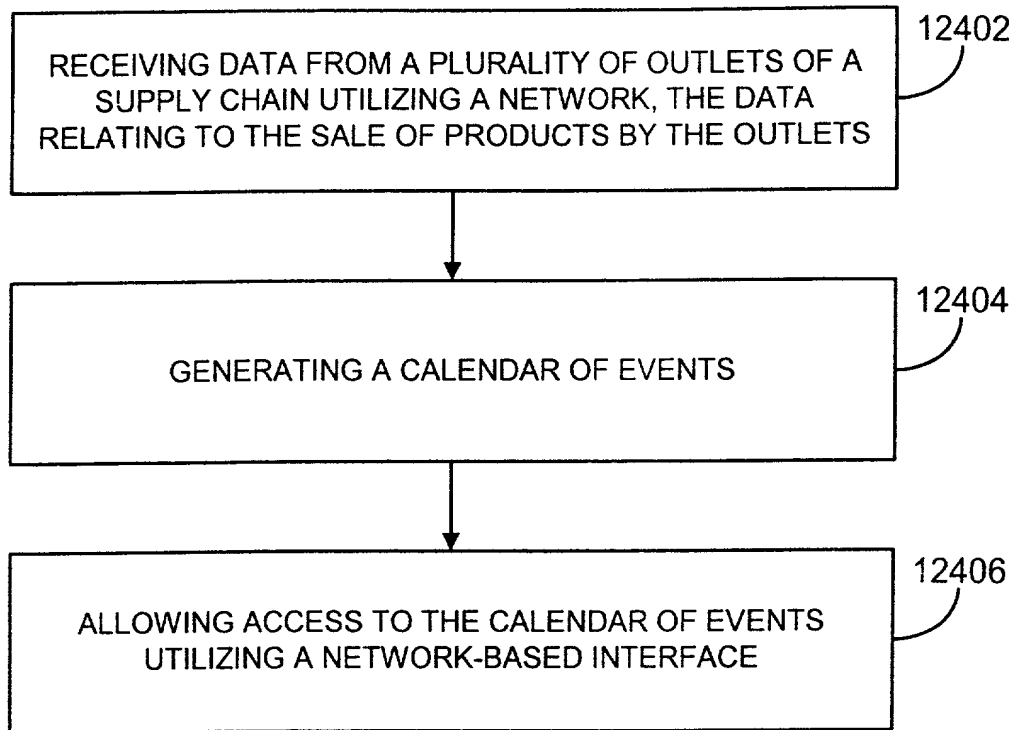 12402
RECEIVING DATA FROM A PLURALITY OF OUTLETS OF A
SUPPLY CHAIN UTILIZING A NETWORK, THE DATA
RELATING TO THE SALE OF PRODUCTS BY THE OUTLETS
12404
GENERATING A CALENDAR OF EVENTS
12406
ALLOWING ACCESS TO THE CALENDAR OF EVENTS
UTILIZING A NETWORK-BASED INTERFACE